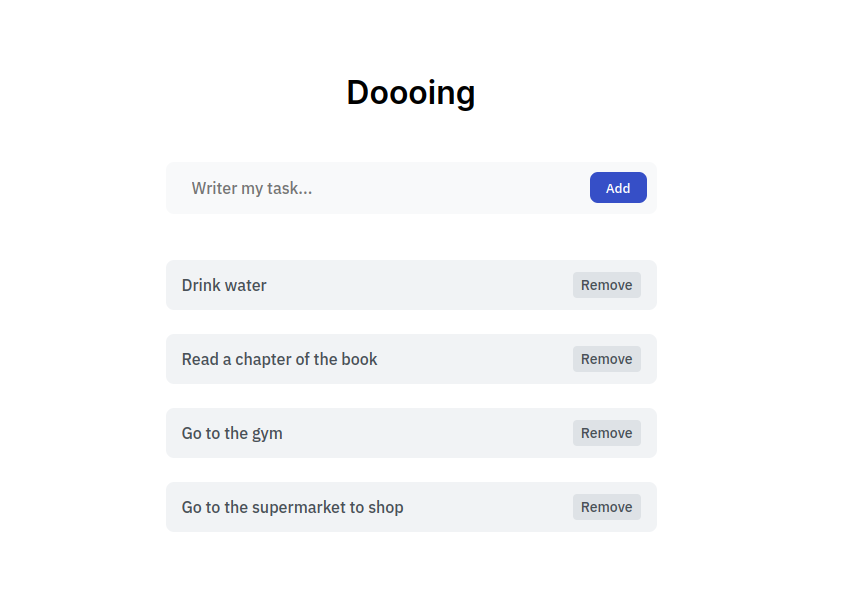 Doooing
Writer my task...
Add
Drink water
Remove
Read a chapter of the book
Remove
Go to the gym
Remove
Go to the supermarket to shop
Remove